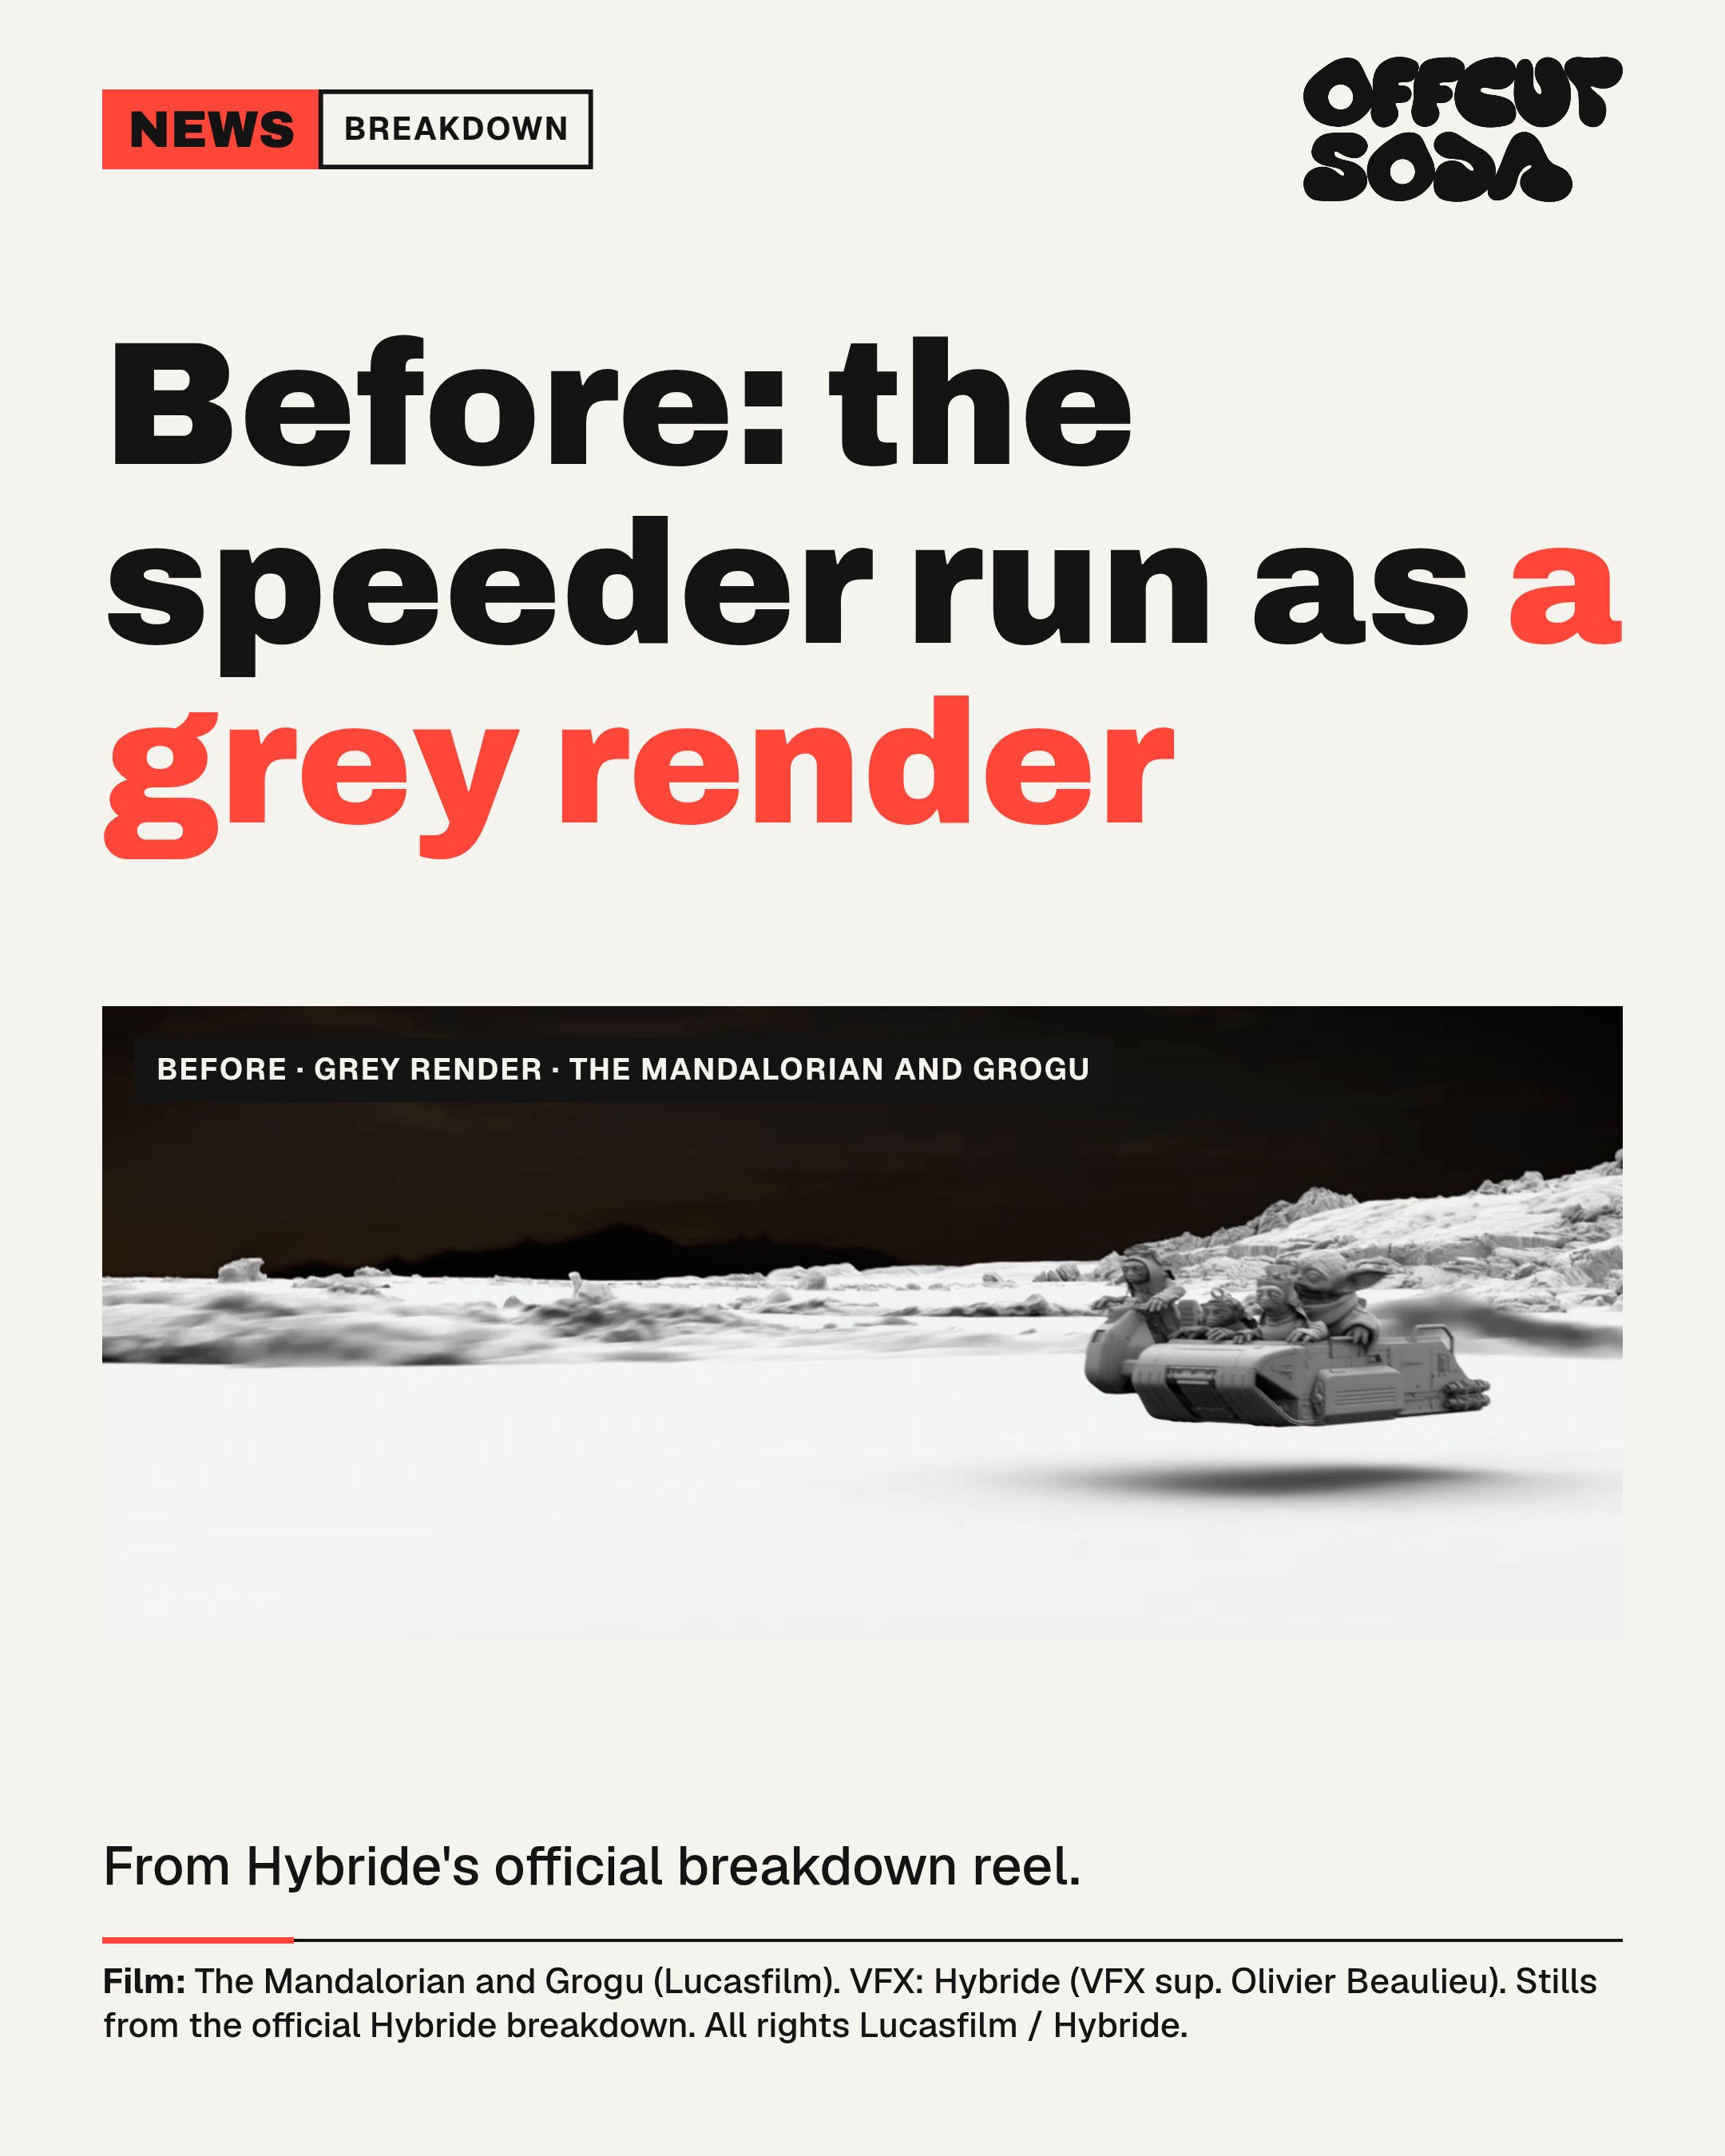 NEWS BREAKDOWN
OFFCUT
SODA
Before: the
speeder run as a
grey render
BEFORE · GREY RENDER · THE MANDALORIAN AND GROGU
From Hybride's official breakdown reel.
Film: The Mandalorian and Grogu (Lucasfilm). VFX: Hybride (VFX sup. Olivier Beaulieu). Stills
from the official Hybride breakdown. All rights Lucasfilm / Hybride.